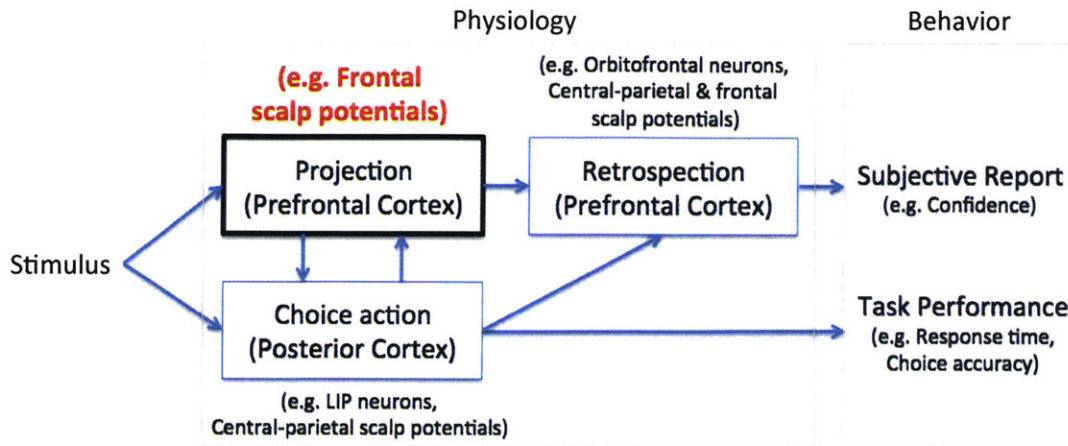 Physiology
Behavior
(e.g. Frontal
scalp potentials)
(e.g. Orbitofrontal neurons,
Central-parietal & frontal
scalp potentials)
Projection
(Prefrontal Cortex)
Retrospection
(Prefrontal Cortex)
Subjective Report
(e.g. Confidence)
Stimulus
Choice action
(Posterior Cortex)
Task Performance
(e.g. Response time,
Choice accuracy)
(e.g. LIP neurons,
Central-parietal scalp potentials)